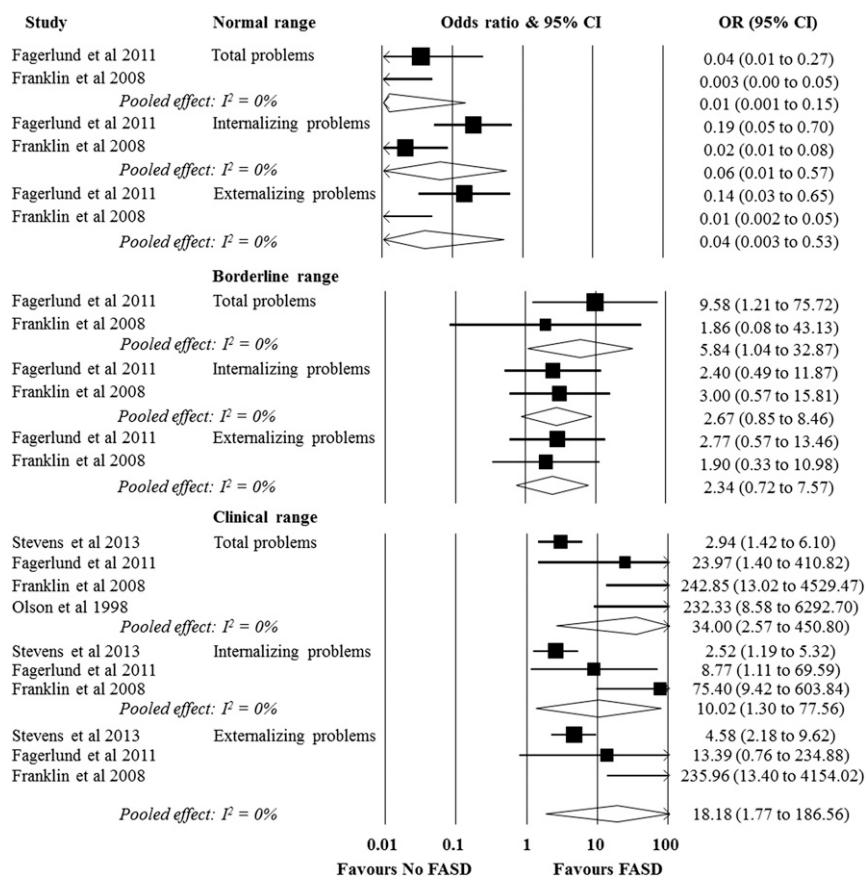 Study Normal range Odds ratio & 95% CI OR (95% CI)
Fagerlund et al 2011 Total problems 0.04 (0.01 to 0.27)
Franklin et al 2008 0.003 (0.00 to 0.05)
Pooled effect: I² = 0% 0.01 (0.001 to 0.15)
Fagerlund et al 2011 Internalizing problems 0.19 (0.05 to 0.70)
Franklin et al 2008 0.02 (0.01 to 0.08)
Pooled effect: I² = 0% 0.06 (0.01 to 0.57)
Fagerlund et al 2011 Externalizing problems 0.14 (0.03 to 0.65)
Franklin et al 2008 0.01 (0.002 to 0.05)
Pooled effect: I² = 0% 0.04 (0.003 to 0.53)
Borderline range
Fagerlund et al 2011 Total problems 9.58 (1.21 to 75.72)
Franklin et al 2008 1.86 (0.08 to 43.13)
Pooled effect: I² = 0% 5.84 (1.04 to 32.87)
Fagerlund et al 2011 Internalizing problems 2.40 (0.49 to 11.87)
Franklin et al 2008 3.00 (0.57 to 15.81)
Pooled effect: I² = 0% 2.67 (0.85 to 8.46)
Fagerlund et al 2011 Externalizing problems 2.77 (0.57 to 13.46)
Franklin et al 2008 1.90 (0.33 to 10.98)
Pooled effect: I² = 0% 2.34 (0.72 to 7.57)
Clinical range
Stevens et al 2013 Total problems 2.94 (1.42 to 6.10)
Fagerlund et al 2011 23.97 (1.40 to 410.82)
Franklin et al 2008 242.85 (13.02 to 4529.47)
Olson et al 1998 232.33 (8.58 to 6292.70)
Pooled effect: I² = 0% 34.00 (2.57 to 450.80)
Stevens et al 2013 Internalizing problems 2.52 (1.19 to 5.32)
Fagerlund et al 2011 8.77 (1.11 to 69.59)
Franklin et al 2008 75.40 (9.42 to 603.84)
Pooled effect: I² = 0% 10.02 (1.30 to 77.56)
Stevens et al 2013 Externalizing problems 4.58 (2.18 to 9.62)
Fagerlund et al 2011 13.39 (0.76 to 234.88)
Franklin et al 2008 235.96 (13.40 to 4154.02)
Pooled effect: I² = 0% 18.18 (1.77 to 186.56)
0.01 0.1 1 10 100
Favours No FASD Favours FASD